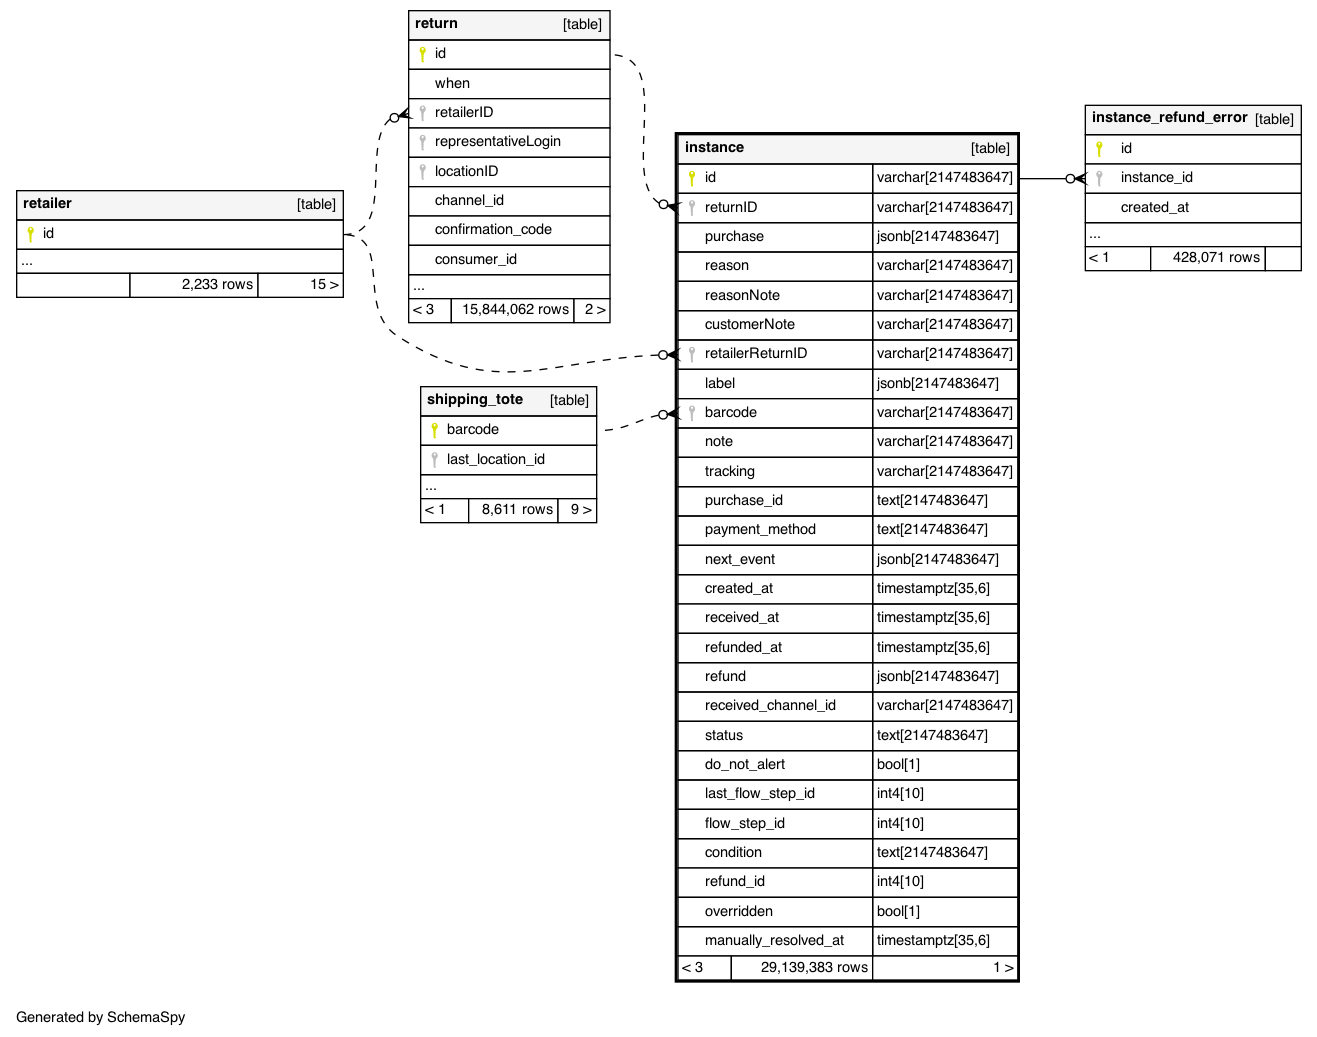 return [table]
id
when
retailerID
representativeLogin
locationID
channel_id
confirmation_code
consumer_id
...
< 3 15,844,062 rows 2 >
retailer [table]
id
...
2,233 rows 15 >
shipping_tote [table]
barcode
last_location_id
...
< 1 8,611 rows 9 >
instance [table]
id varchar[2147483647]
returnID varchar[2147483647]
purchase jsonb[2147483647]
reason varchar[2147483647]
reasonNote varchar[2147483647]
customerNote varchar[2147483647]
retailerReturnID varchar[2147483647]
label jsonb[2147483647]
barcode varchar[2147483647]
note varchar[2147483647]
tracking varchar[2147483647]
purchase_id text[2147483647]
payment_method text[2147483647]
next_event jsonb[2147483647]
created_at timestamptz[35,6]
received_at timestamptz[35,6]
refunded_at timestamptz[35,6]
refund jsonb[2147483647]
received_channel_id varchar[2147483647]
status text[2147483647]
do_not_alert bool[1]
last_flow_step_id int4[10]
flow_step_id int4[10]
condition text[2147483647]
refund_id int4[10]
overridden bool[1]
manually_resolved_at timestamptz[35,6]
< 3 29,139,383 rows 1 >
instance_refund_error [table]
id
instance_id
created_at
...
< 1 428,071 rows
Generated by SchemaSpy